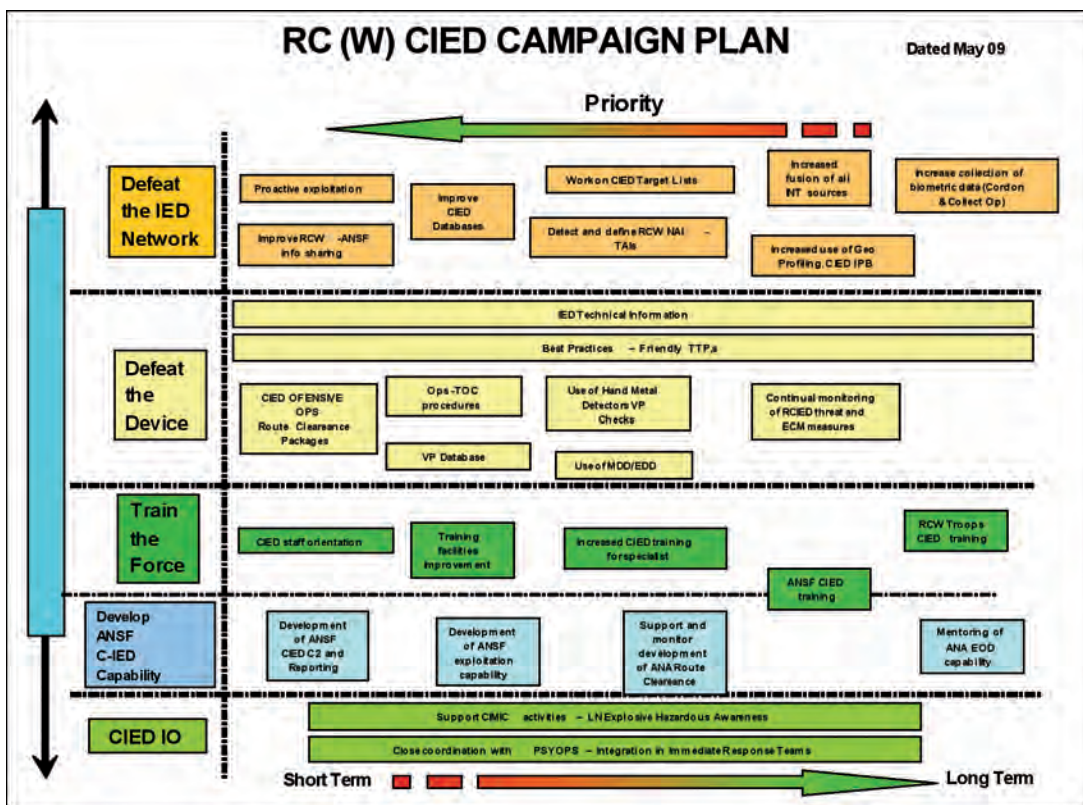 RC (W) CIED CAMPAIGN PLAN
Dated May 09
Priority
Defeat
the IED
Network
Proactive exploitation
Improve RCW -ANSF
info sharing
Improve
CIED
Databases
Work on CIED Target Lists
Detect and define RCW NAI –
TAIs
Increased
fusion of all
INT sources
Increased use of Geo
Profiling, CIED IPB
Increase collection of
biometric data (Cordon
& Collect Op)
Defeat
the
Device
IED Technical Information
Best Practices – Friendly TTP,s
CIED OFENSIVE
OPS
Route Clearance
Packages
Ops -TOC
procedures
VP Database
Use of Hand Metal
Detectors VP
Checks
Use of MDD/EDD
Continual monitoring
of RCIED threat and
ECM measures
Train
the
Force
CIED staff orientation
Training
facilities
improvement
Increased CIED training
for specialist
ANSF CIED
training
RCW Troops
CIED training
Develop
ANSF
C-IED
Capability
Development
of ANSF
CIED C2 and
Reporting
Development
of ANSF
exploitation
capability
Support and
monitor
development
of ANA Route
Clearance
Mentoring of
ANA EOD
capability
CIED IO
Support CIMIC activities – LN Explosive Hazardous Awareness
Close coordination with PSYOPS – Integration in Immediate Response Teams
Short Term
Long Term